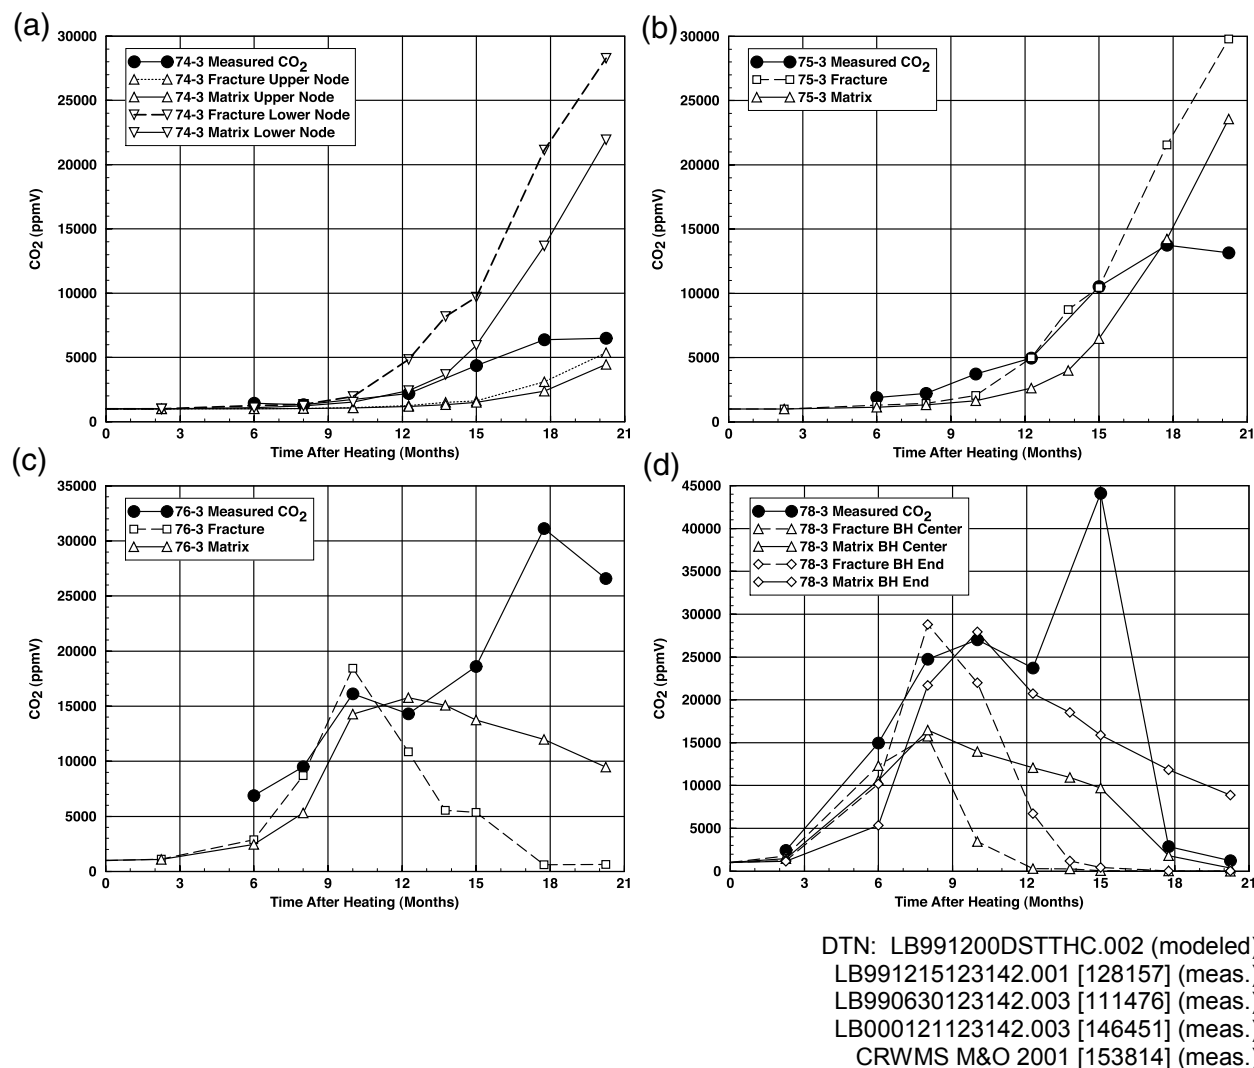 (a)
30000
25000
20000
15000
10000
5000
0
CO2 (ppmV)
74-3 Measured CO2
74-3 Fracture Upper Node
74-3 Matrix Upper Node
74-3 Fracture Lower Node
74-3 Matrix Lower Node
0 3 6 9 12 15 18 21
Time After Heating (Months)
(b)
30000
25000
20000
15000
10000
5000
0
CO2 (ppmV)
75-3 Measured CO2
75-3 Fracture
75-3 Matrix
0 3 6 9 12 15 18 21
Time After Heating (Months)
(c)
35000
30000
25000
20000
15000
10000
5000
0
CO2 (ppmV)
76-3 Measured CO2
76-3 Fracture
76-3 Matrix
0 3 6 9 12 15 18 21
Time After Heating (Months)
(d)
45000
40000
35000
30000
25000
20000
15000
10000
5000
0
CO2 (ppmV)
78-3 Measured CO2
78-3 Fracture BH Center
78-3 Matrix BH Center
78-3 Fracture BH End
78-3 Matrix BH End
0 3 6 9 12 15 18 21
Time After Heating (Months)
DTN: LB991200DSTTHC.002 (modeled)
LB991215123142.001 [128157] (meas.)
LB990630123142.003 [111476] (meas.)
LB000121123142.003 [146451] (meas.)
CRWMS M&O 2001 [153814] (meas.)